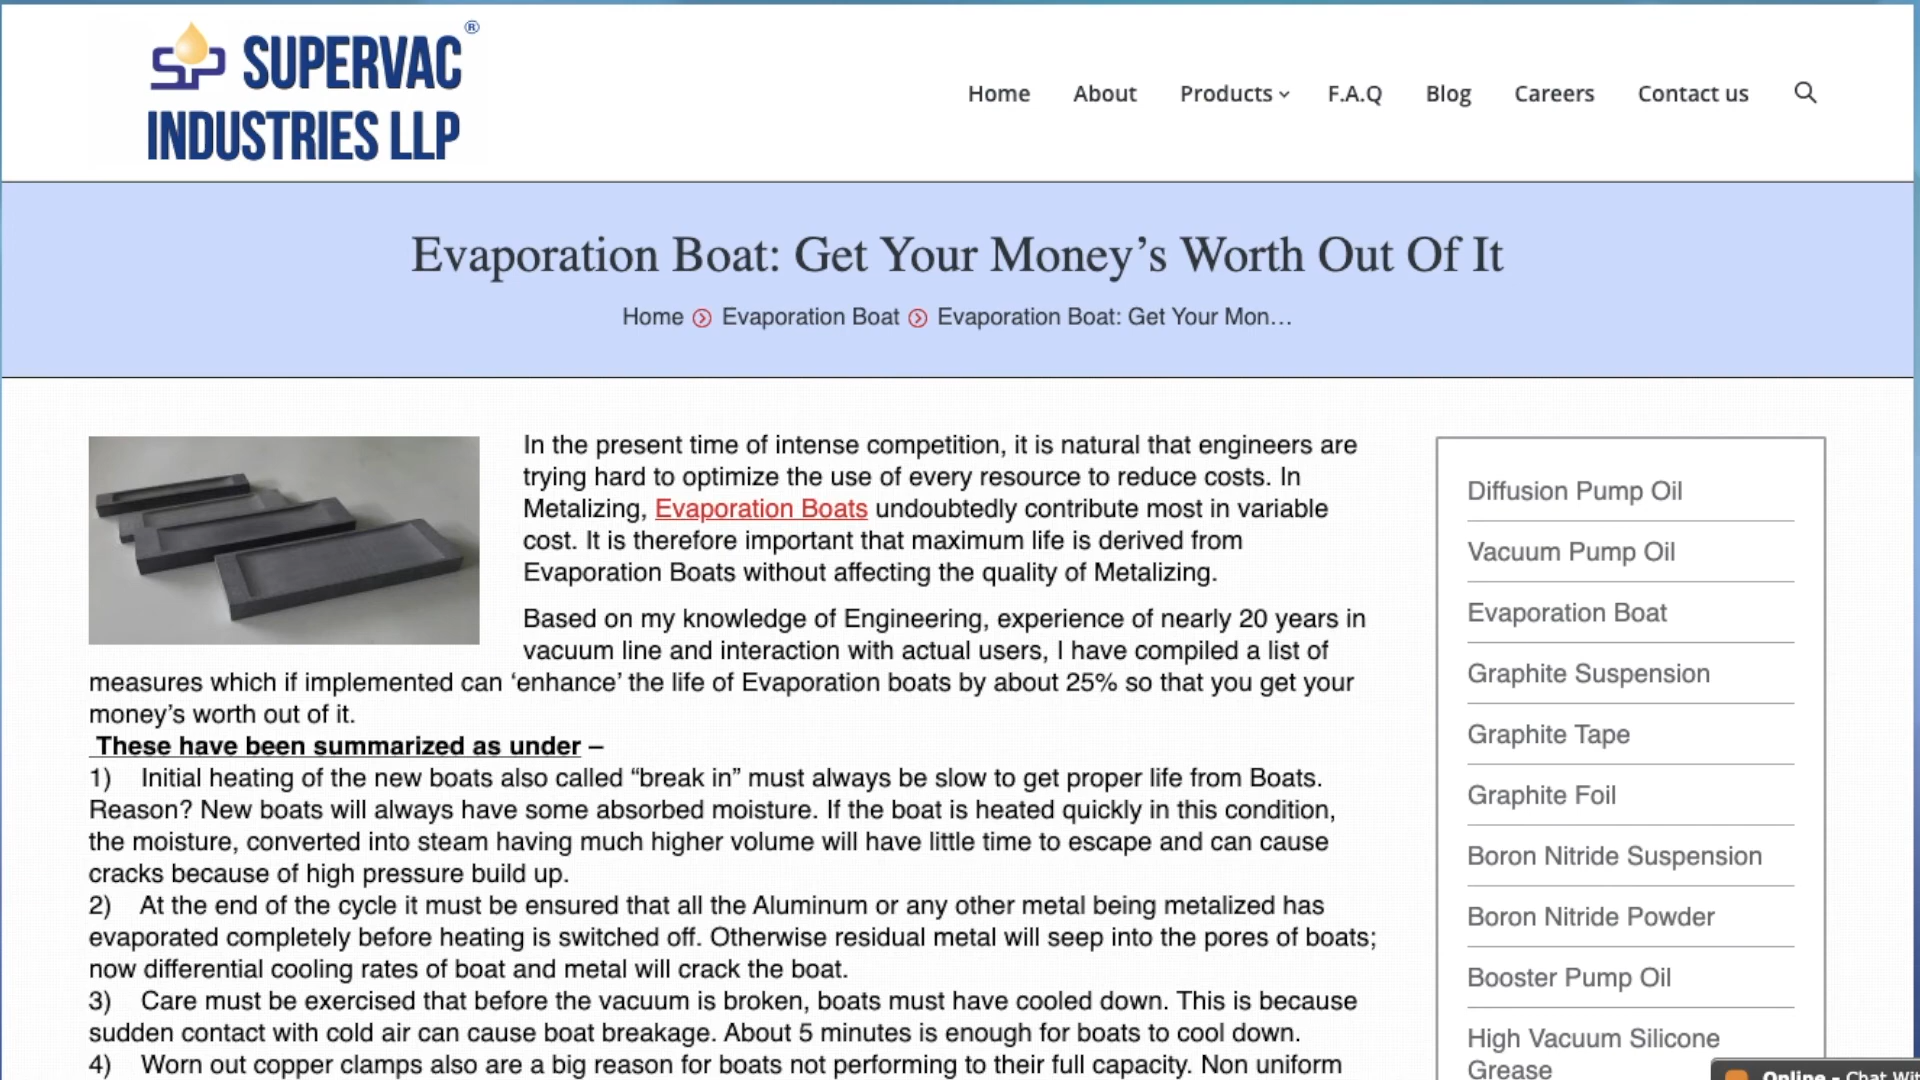 SUPERVAC®
INDUSTRIES LLP
Home About Products F.A.Q Blog Careers Contact us
Evaporation Boat: Get Your Money’s Worth Out Of It
Home Evaporation Boat Evaporation Boat: Get Your Mon…
In the present time of intense competition, it is natural that engineers are
trying hard to optimize the use of every resource to reduce costs. In
Metalizing, Evaporation Boats undoubtedly contribute most in variable
cost. It is therefore important that maximum life is derived from
Evaporation Boats without affecting the quality of Metalizing.
Based on my knowledge of Engineering, experience of nearly 20 years in
vacuum line and interaction with actual users, I have compiled a list of
measures which if implemented can ‘enhance’ the life of Evaporation boats by about 25% so that you get your
money’s worth out of it.
These have been summarized as under –
1) Initial heating of the new boats also called “break in” must always be slow to get proper life from Boats.
Reason? New boats will always have some absorbed moisture. If the boat is heated quickly in this condition,
the moisture, converted into steam having much higher volume will have little time to escape and can cause
cracks because of high pressure build up.
2) At the end of the cycle it must be ensured that all the Aluminum or any other metal being metalized has
evaporated completely before heating is switched off. Otherwise residual metal will seep into the pores of boats;
now differential cooling rates of boat and metal will crack the boat.
3) Care must be exercised that before the vacuum is broken, boats must have cooled down. This is because
sudden contact with cold air can cause boat breakage. About 5 minutes is enough for boats to cool down.
4) Worn out copper clamps also are a big reason for boats not performing to their full capacity. Non uniform
Diffusion Pump Oil
Vacuum Pump Oil
Evaporation Boat
Graphite Suspension
Graphite Tape
Graphite Foil
Boron Nitride Suspension
Boron Nitride Powder
Booster Pump Oil
High Vacuum Silicone
Grease
Online - Chat Wit